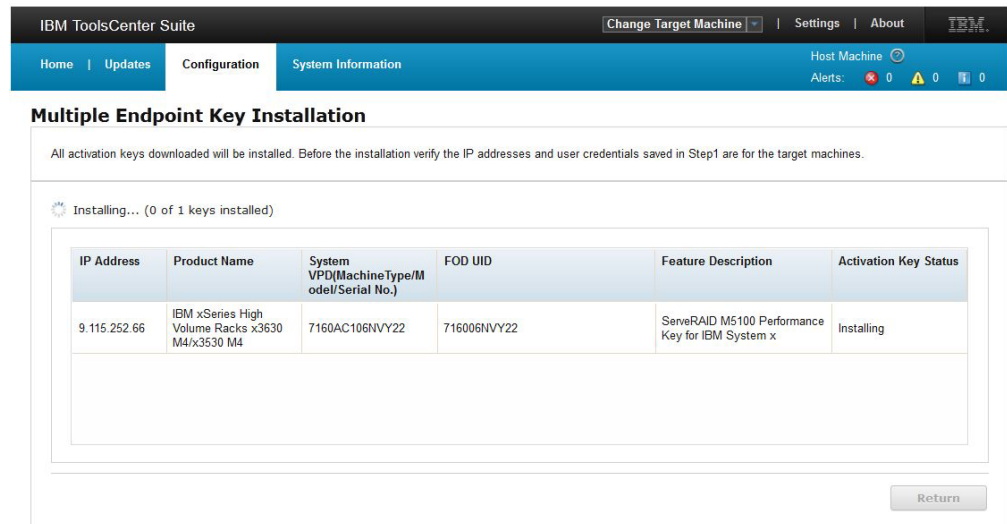 IBM ToolsCenter Suite
Change Target Machine | Settings | About IBM.
Home | Updates Configuration System Information
Host Machine ?
Alerts: 0 0 0
Multiple Endpoint Key Installation
All activation keys downloaded will be installed. Before the installation verify the IP addresses and user credentials saved in Step1 are for the target machines.
Installing... (0 of 1 keys installed)
IP Address Product Name System FOD UID Feature Description Activation Key Status
VPD(MachineType/M
odel/Serial No.)
IBM xSeries High
Volume Racks x3630
M4/x3530 M4
9.115.252.66 7160AC106NVY22 716006NVY22
ServeRAID M5100 Performance
Key for IBM System x
Installing
Return